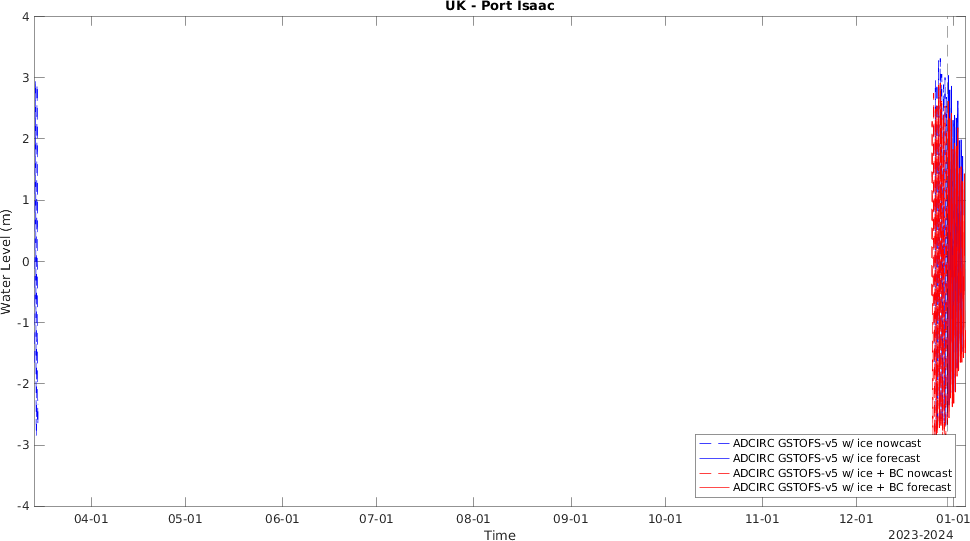 UK - Port Isaac
4
3
2
1
0
-1
-2
-3
-4
Water Level (m)
ADCIRC GSTOFS-v5 w/ ice nowcast
ADCIRC GSTOFS-v5 w/ ice forecast
ADCIRC GSTOFS-v5 w/ ice + BC nowcast
ADCIRC GSTOFS-v5 w/ ice + BC forecast
04-01 05-01 06-01 07-01 08-01 09-01 10-01 11-01 12-01 01-01
Time
2023-2024